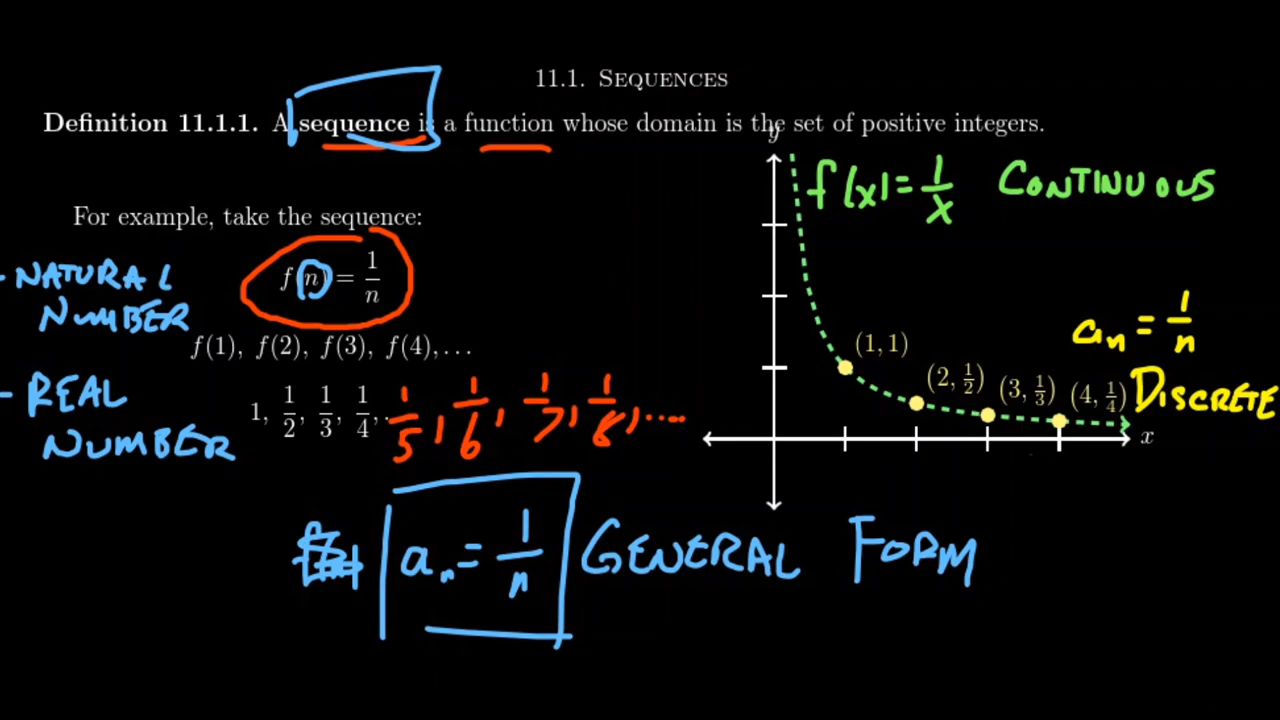 11.1. Sequences
Definition 11.1.1. A sequence is a function whose domain is the set of positive integers.
y
f(x) = 1/x CONTINUOUS
For example, take the sequence:
f(n) = 1/n
- NATURAL
NUMBER
f(1), f(2), f(3), f(4), ...
- REAL
NUMBER
1, 1/2, 1/3, 1/4, . 1/5, 1/6, 1/7, 1/8, ....
aₙ = 1/n
DISCRETE
(1, 1)
(2, 1/2) (3, 1/3) (4, 1/4)
x
aₙ = 1/n GENERAL FORM